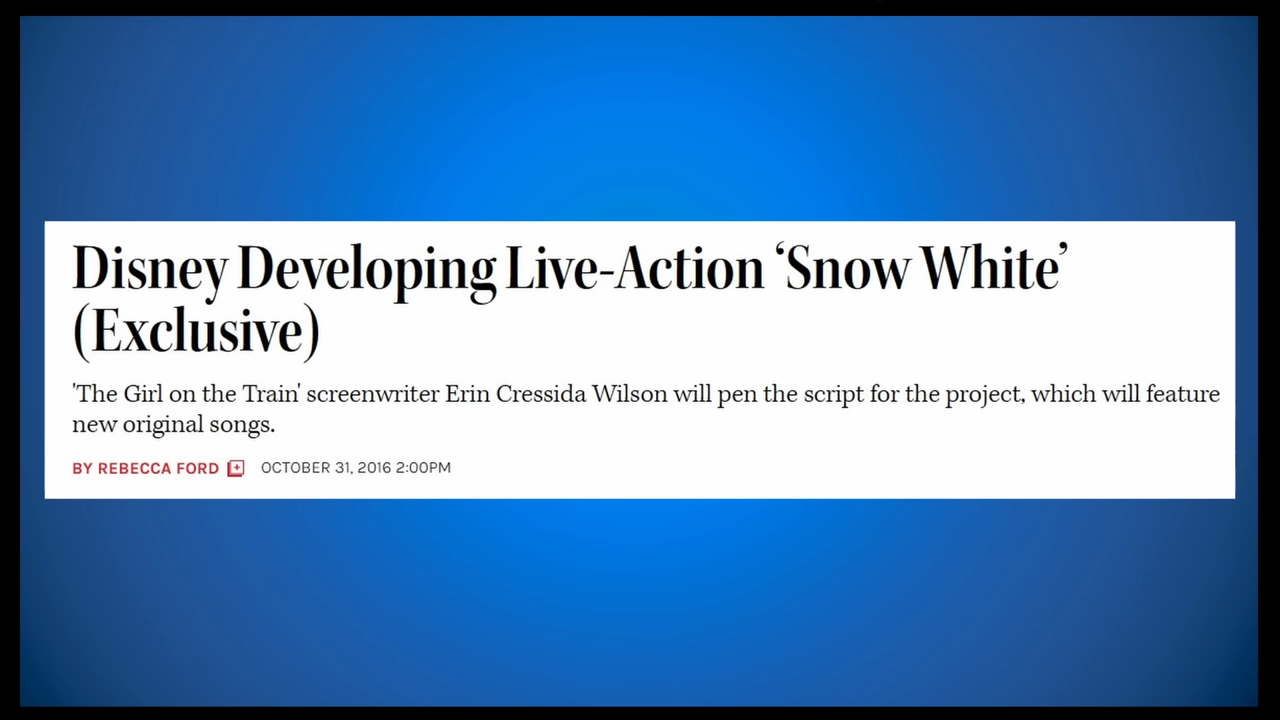 Disney Developing Live-Action ‘Snow White’
(Exclusive)
'The Girl on the Train' screenwriter Erin Cressida Wilson will pen the script for the project, which will feature
new original songs.
BY REBECCA FORD OCTOBER 31, 2016 2:00PM